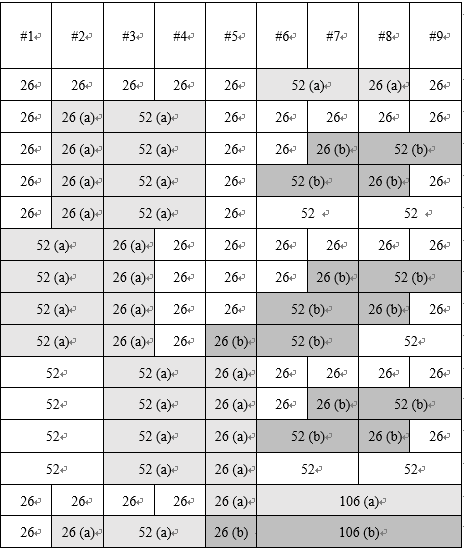 #1 #2 #3 #4 #5 #6 #7 #8 #9
26 26 26 26 26 52 (a) 26 (a) 26
26 26 (a) 52 (a) 26 26 26 26 26
26 26 (a) 52 (a) 26 26 26 (b) 52 (b)
26 26 (a) 52 (a) 26 52 (b) 26 (b) 26
26 26 (a) 52 (a) 26 52 52
52 (a) 26 (a) 26 26 26 26 26 26
52 (a) 26 (a) 26 26 26 26 (b) 52 (b)
52 (a) 26 (a) 26 26 52 (b) 26 (b) 26
52 (a) 26 (a) 26 26 (b) 52 (b) 52
52 52 (a) 26 (a) 26 26 26 26
52 52 (a) 26 (a) 26 26 (b) 52 (b)
52 52 (a) 26 (a) 52 (b) 26 (b) 26
52 52 (a) 26 (a) 52 52
26 26 26 26 26 (a) 106 (a)
26 26 (a) 52 (a) 26 (b) 106 (b)